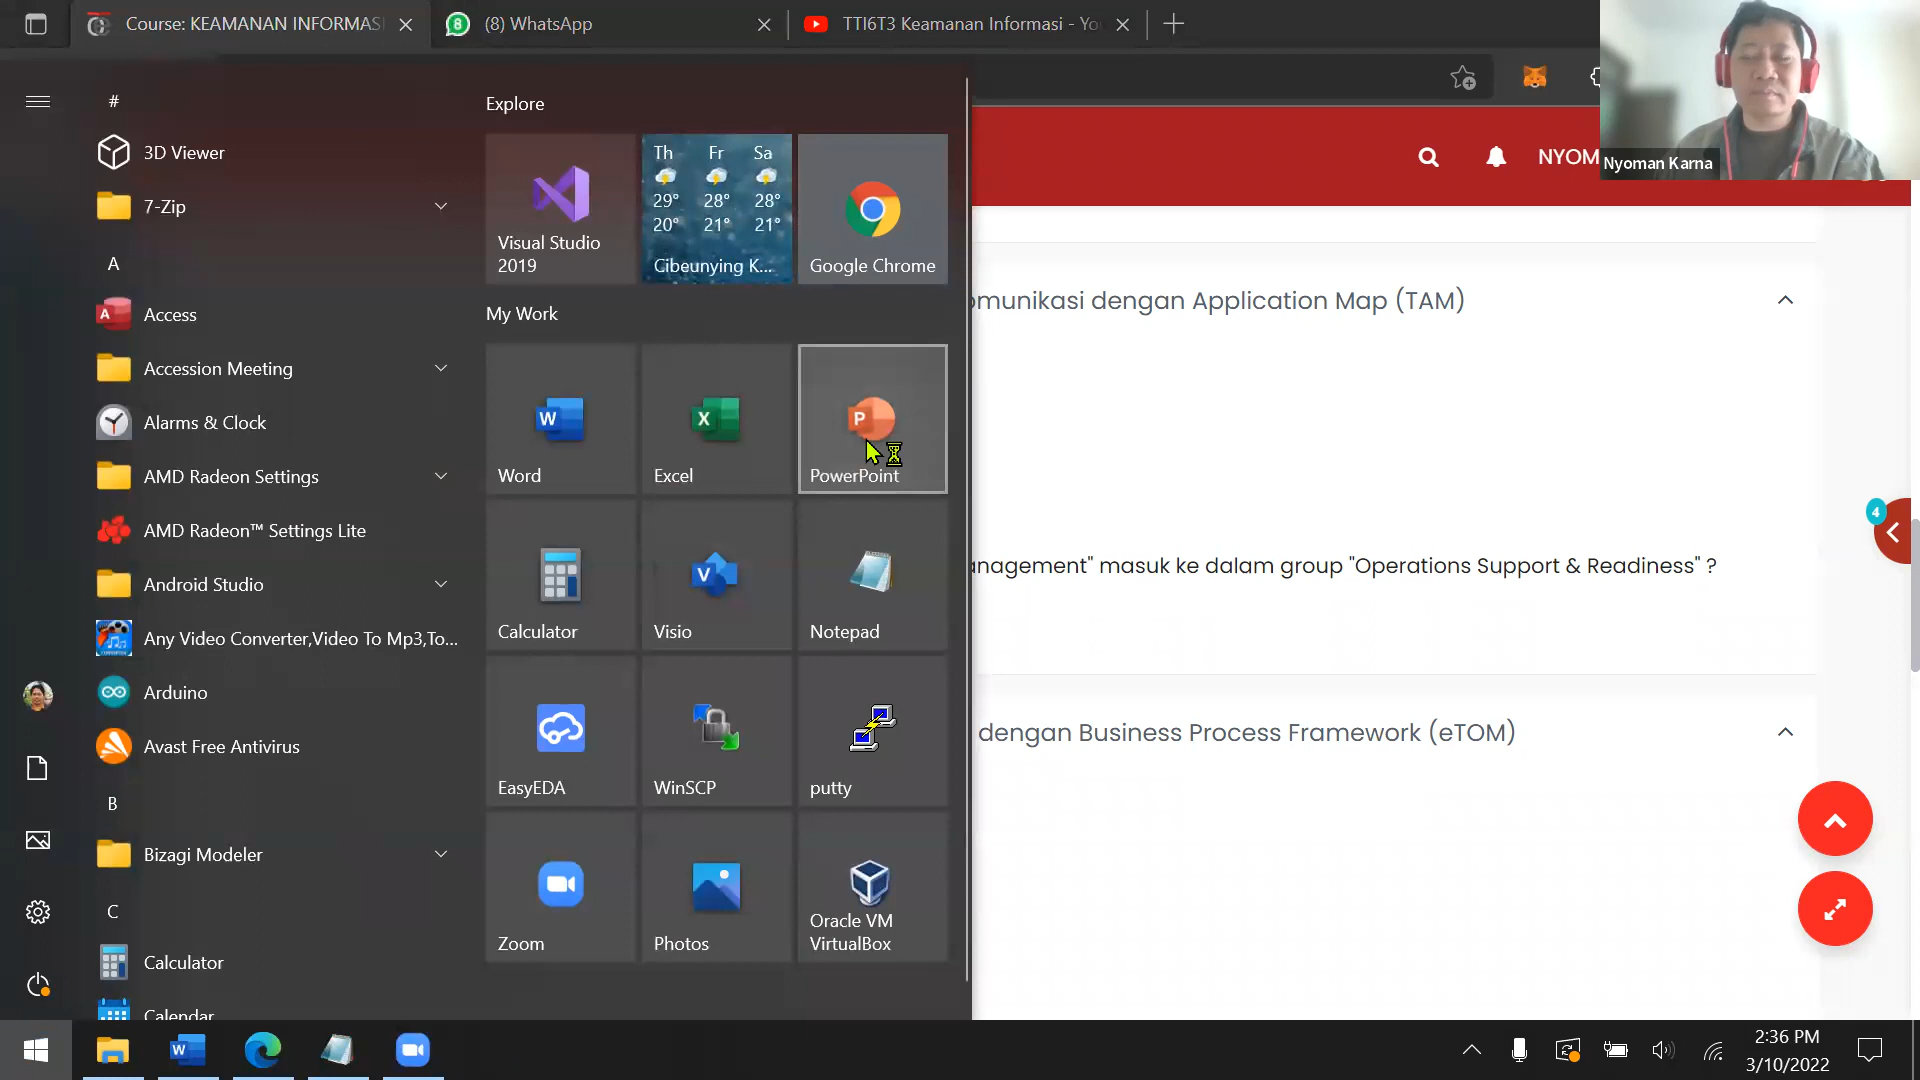 Course: KEAMANAN INFORMASI
(8) WhatsApp
TTI6T3 Keamanan Informasi - Yo
Nyoman Karna
NYOM
#
3D Viewer
7-Zip
A
Access
Accession Meeting
Alarms & Clock
AMD Radeon Settings
AMD Radeon™ Settings Lite
Android Studio
Any Video Converter,Video To Mp3,To...
Arduino
Avast Free Antivirus
B
Bizagi Modeler
C
Calculator
Calendar
Explore
Visual Studio
2019
Th Fr Sa
29° 28° 28°
20° 21° 21°
Cibeunying K...
Google Chrome
My Work
Word
Excel
PowerPoint
Calculator
Visio
Notepad
EasyEDA
WinSCP
putty
Zoom
Photos
Oracle VM
VirtualBox
omunikasi dengan Application Map (TAM)
anagement" masuk ke dalam group "Operations Support & Readiness" ?
4
dengan Business Process Framework (eTOM)
2:36 PM
3/10/2022